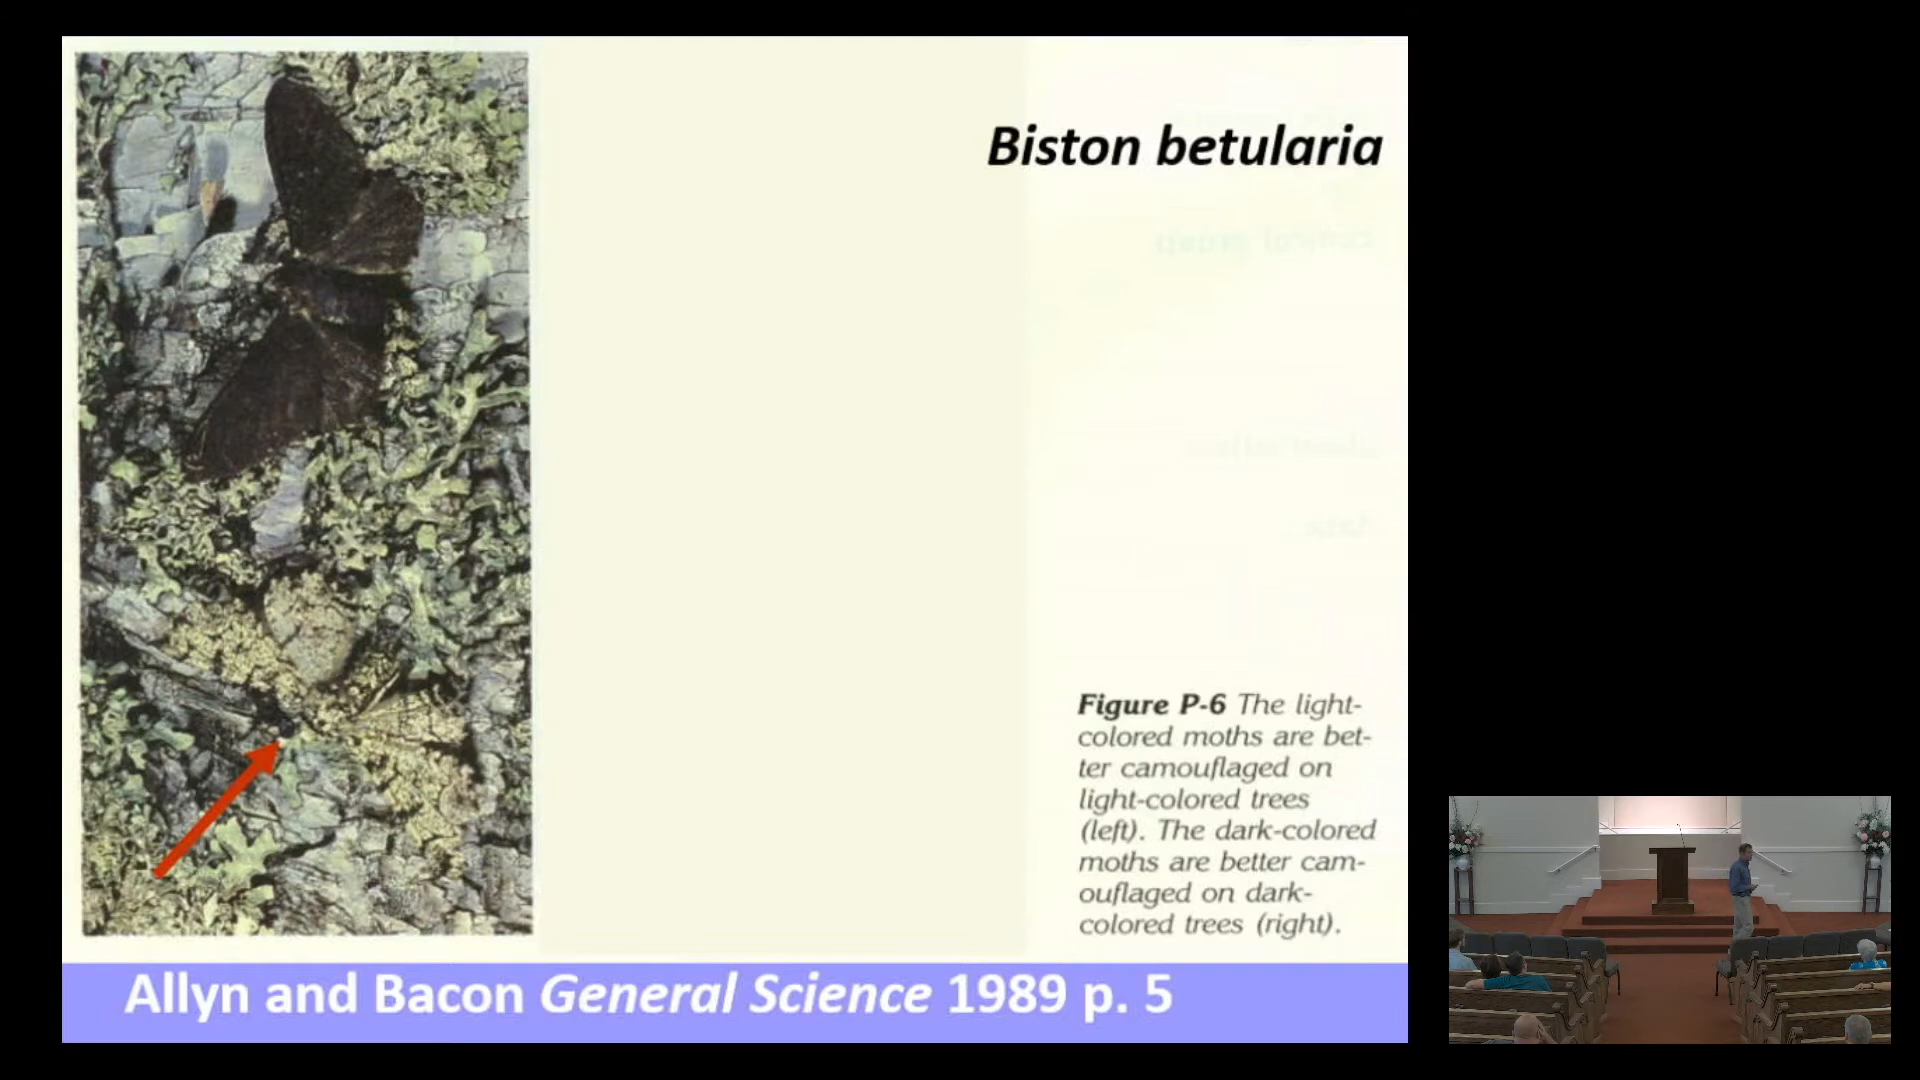 Biston betularia
Figure P-6 The light-
colored moths are bet-
ter camouflaged on
light-colored trees
(left). The dark-colored
moths are better cam-
ouflaged on dark-
colored trees (right).
Allyn and Bacon General Science 1989 p. 5